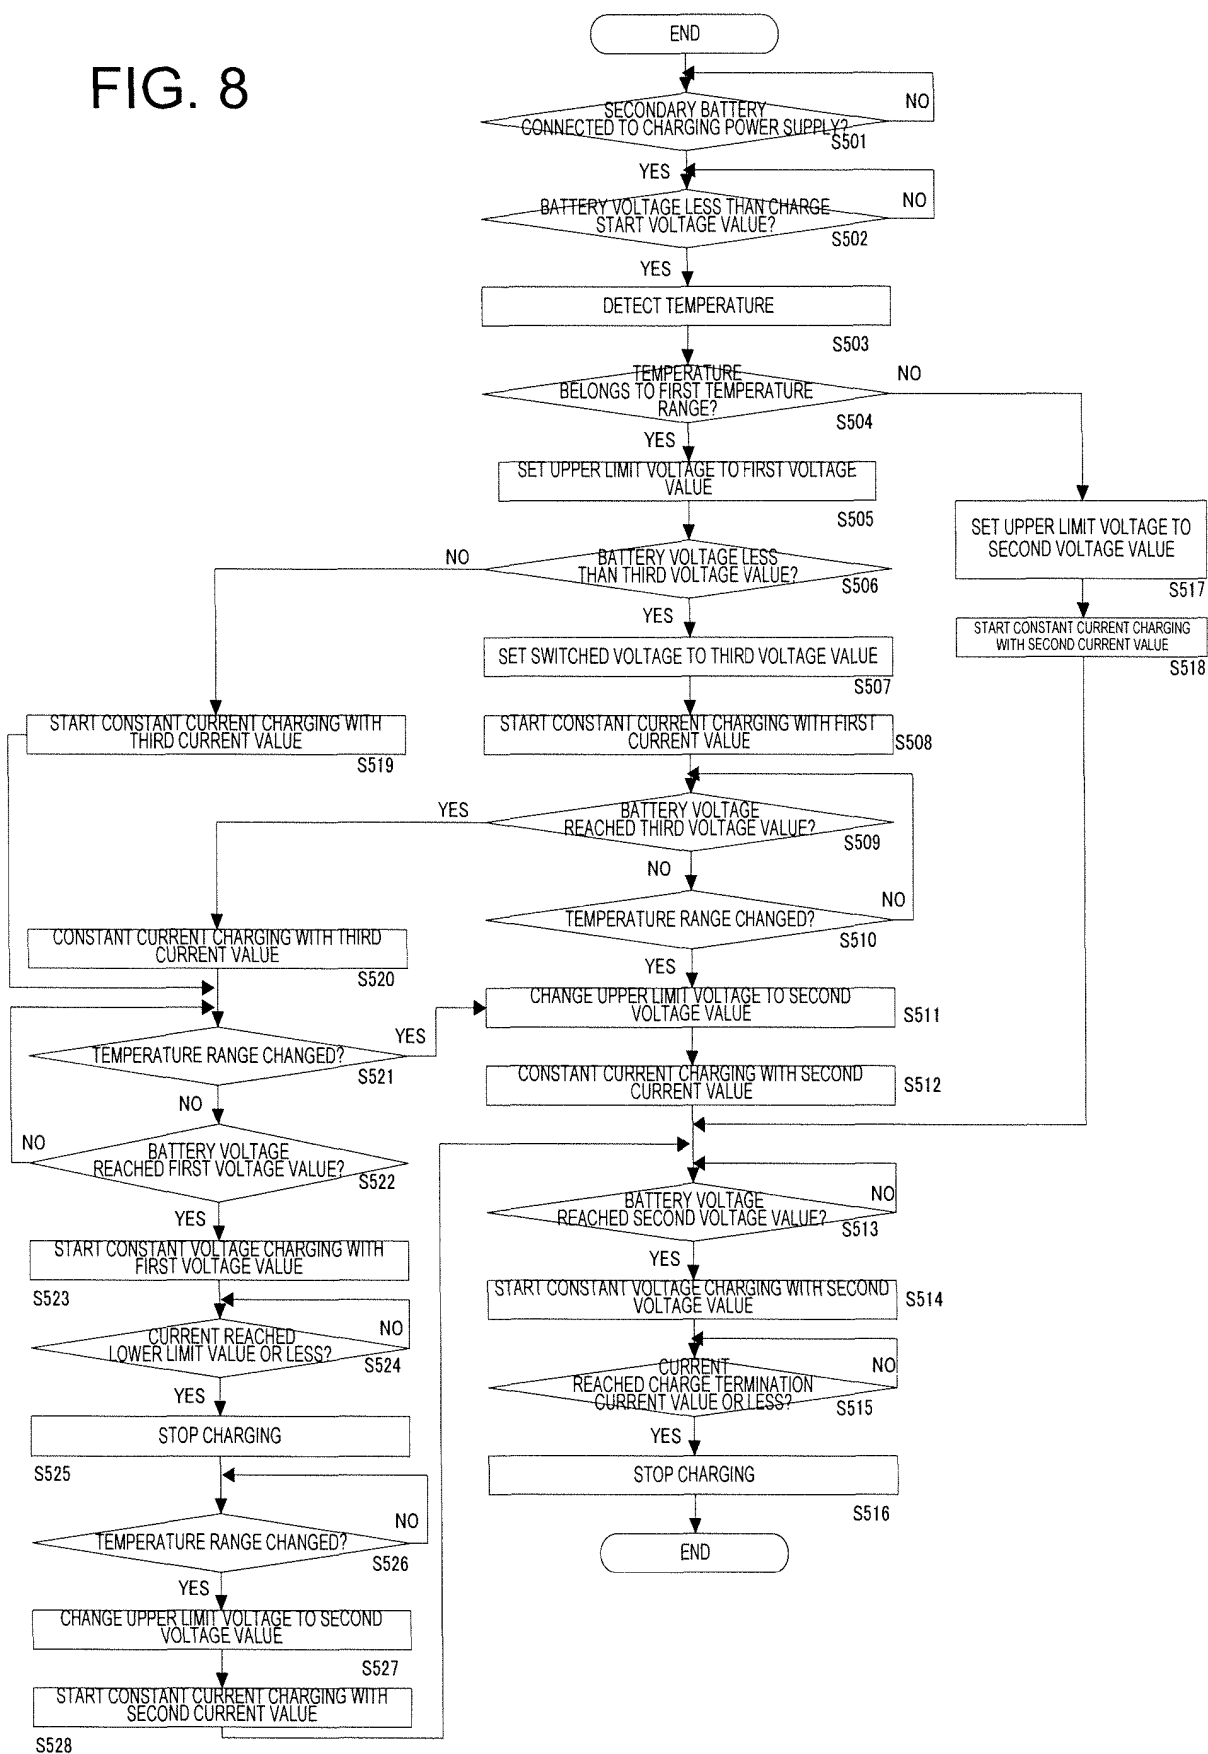 FIG. 8
END
SECONDARY BATTERY
CONNECTED TO CHARGING POWER SUPPLY?
NO
S501
YES
BATTERY VOLTAGE LESS THAN CHARGE
START VOLTAGE VALUE?
NO
S502
YES
DETECT TEMPERATURE
S503
TEMPERATURE
BELONGS TO FIRST TEMPERATURE
RANGE?
NO
S504
YES
SET UPPER LIMIT VOLTAGE TO FIRST VOLTAGE
VALUE
S505
SET UPPER LIMIT VOLTAGE TO
SECOND VOLTAGE VALUE
S517
NO
BATTERY VOLTAGE LESS
THAN THIRD VOLTAGE VALUE?
S506
YES
START CONSTANT CURRENT CHARGING
WITH SECOND CURRENT VALUE
S518
SET SWITCHED VOLTAGE TO THIRD VOLTAGE VALUE
S507
START CONSTANT CURRENT CHARGING WITH
THIRD CURRENT VALUE
S519
START CONSTANT CURRENT CHARGING WITH FIRST
CURRENT VALUE
S508
YES
BATTERY VOLTAGE
REACHED THIRD VOLTAGE VALUE?
S509
NO
TEMPERATURE RANGE CHANGED?
NO
S510
YES
CONSTANT CURRENT CHARGING WITH THIRD
CURRENT VALUE
S520
CHANGE UPPER LIMIT VOLTAGE TO SECOND
VOLTAGE VALUE
S511
TEMPERATURE RANGE CHANGED?
YES
S521
NO
CONSTANT CURRENT CHARGING WITH SECOND
CURRENT VALUE
S512
NO
BATTERY VOLTAGE
REACHED FIRST VOLTAGE VALUE?
S522
YES
BATTERY VOLTAGE
REACHED SECOND VOLTAGE VALUE?
NO
S513
YES
START CONSTANT VOLTAGE CHARGING WITH
FIRST VOLTAGE VALUE
S523
START CONSTANT VOLTAGE CHARGING WITH SECOND
VOLTAGE VALUE
S514
CURRENT REACHED
LOWER LIMIT VALUE OR LESS?
NO
S524
YES
CURRENT
REACHED CHARGE TERMINATION
CURRENT VALUE OR LESS?
NO
S515
YES
STOP CHARGING
S525
STOP CHARGING
S516
TEMPERATURE RANGE CHANGED?
NO
S526
YES
END
CHANGE UPPER LIMIT VOLTAGE TO SECOND
VOLTAGE VALUE
S527
START CONSTANT CURRENT CHARGING WITH
SECOND CURRENT VALUE
S528